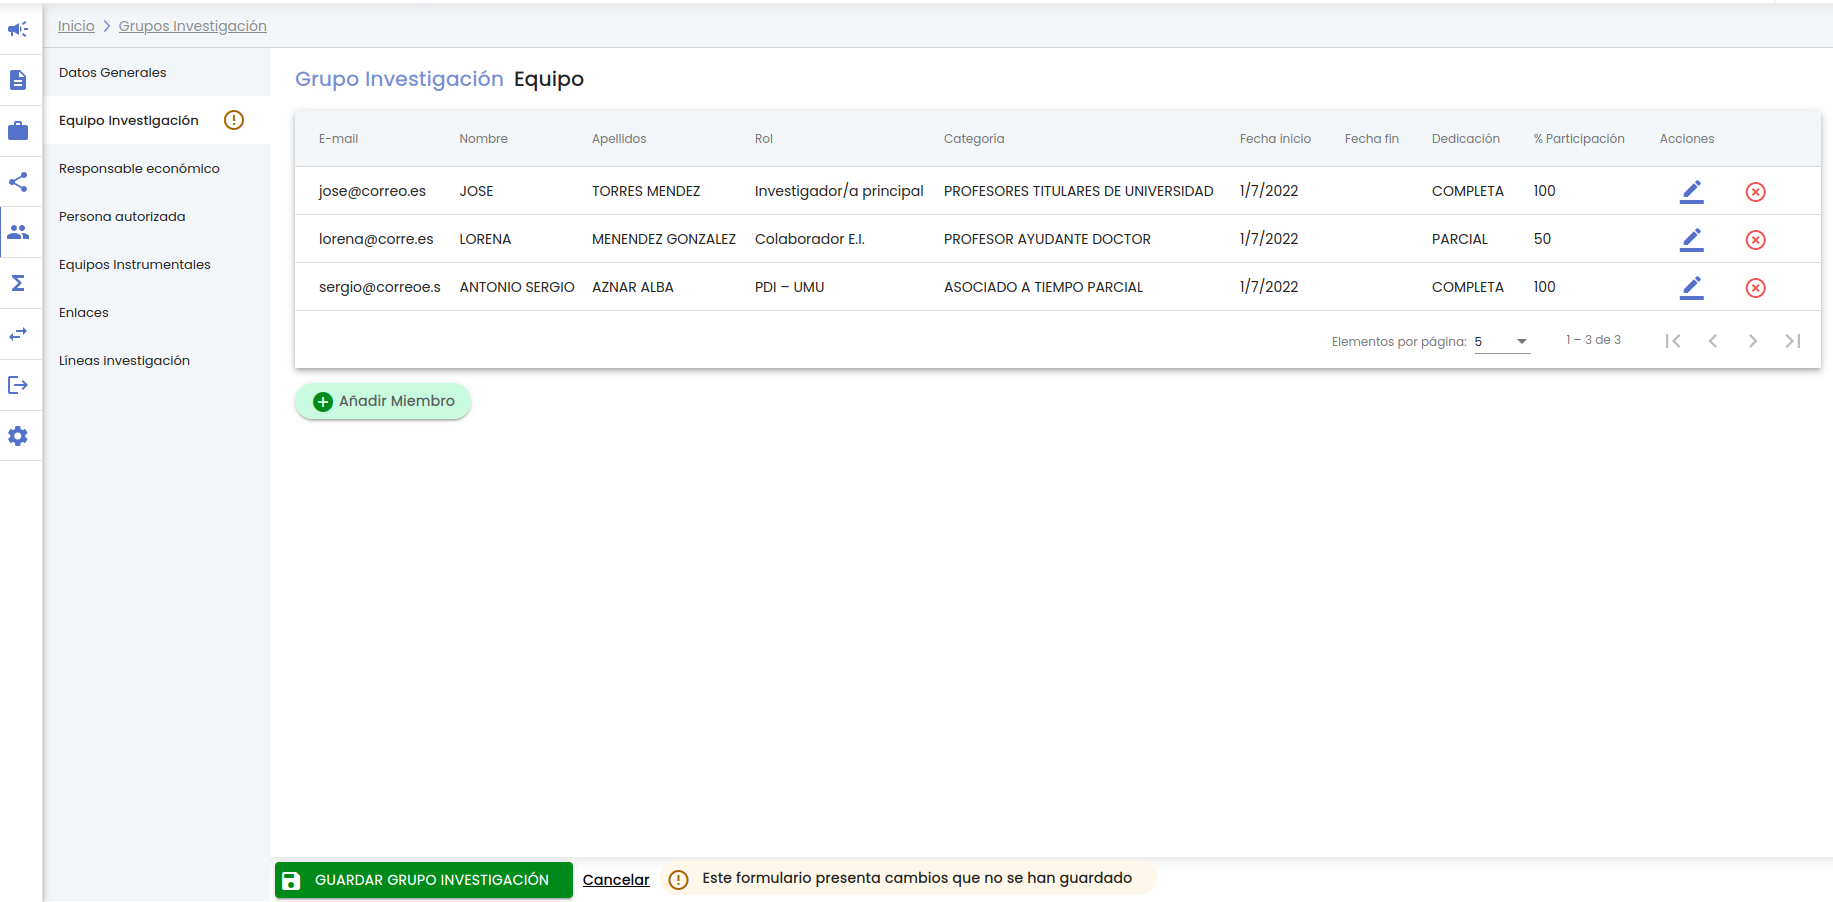 Inicio > Grupos Investigación
Datos Generales
Equipo Investigación
Responsable económico
Persona autorizada
Equipos Instrumentales
Enlaces
Líneas investigación
Grupo Investigación Equipo
E-mail Nombre Apellidos Rol Categoría Fecha inicio Fecha fin Dedicación % Participación Acciones
jose@correo.es JOSE TORRES MENDEZ Investigador/a principal PROFESORES TITULARES DE UNIVERSIDAD 1/7/2022 COMPLETA 100
lorena@corre.es LORENA MENENDEZ GONZALEZ Colaborador E.I. PROFESOR AYUDANTE DOCTOR 1/7/2022 PARCIAL 50
sergio@correoe.s ANTONIO SERGIO AZNAR ALBA PDI – UMU ASOCIADO A TIEMPO PARCIAL 1/7/2022 COMPLETA 100
Elementos por página: 5 1 – 3 de 3
Añadir Miembro
GUARDAR GRUPO INVESTIGACIÓN Cancelar Este formulario presenta cambios que no se han guardado